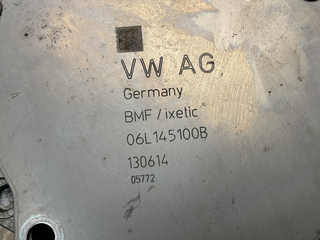 VW AG
Germany
BMF / ixetic
06L145100B
130614
05772